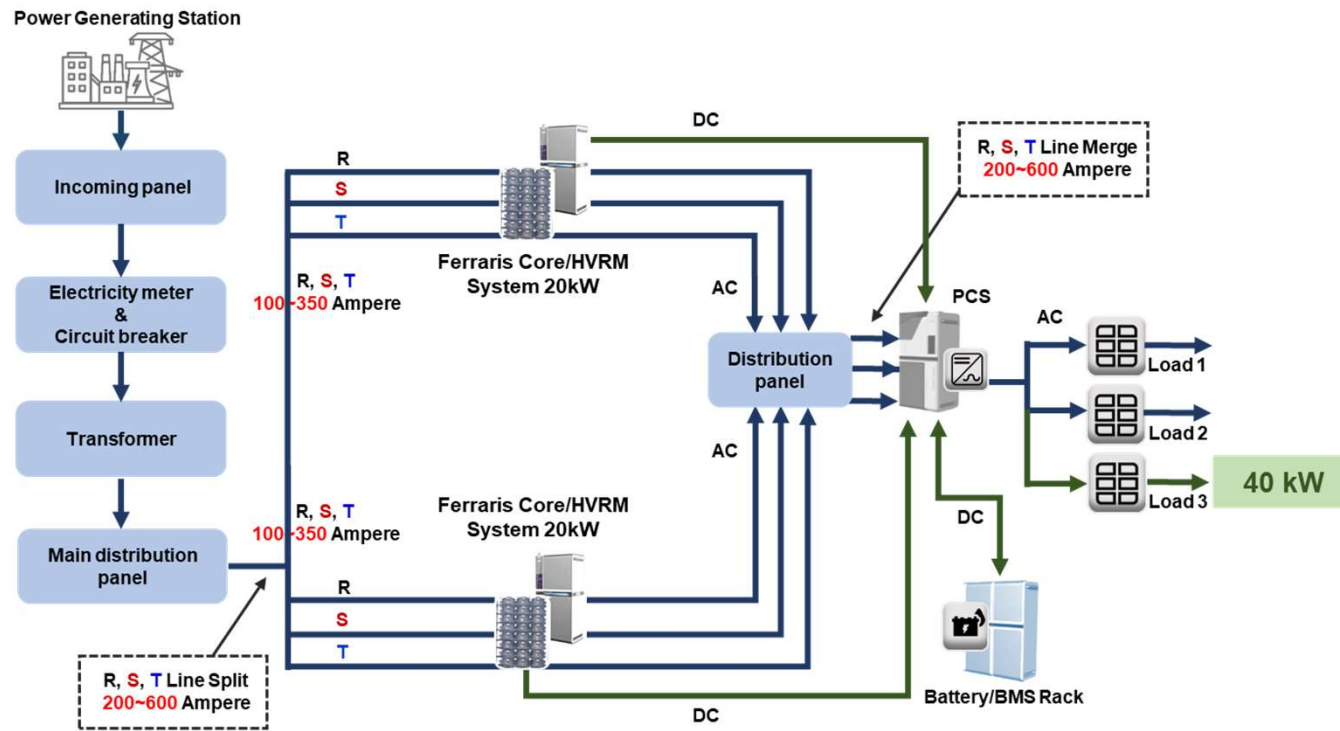 Power Generating Station
Incoming panel
Electricity meter
&
Circuit breaker
Transformer
Main distribution
panel
R, S, T Line Split
200~600 Ampere
R
S
T
R, S, T
100~350 Ampere
Ferraris Core/HVRM
System 20kW
DC
AC
R, S, T
100~350 Ampere
Ferraris Core/HVRM
System 20kW
R
S
T
DC
AC
Distribution
panel
R, S, T Line Merge
200~600 Ampere
PCS
AC
Load 1
Load 2
Load 3
40 kW
DC
Battery/BMS Rack